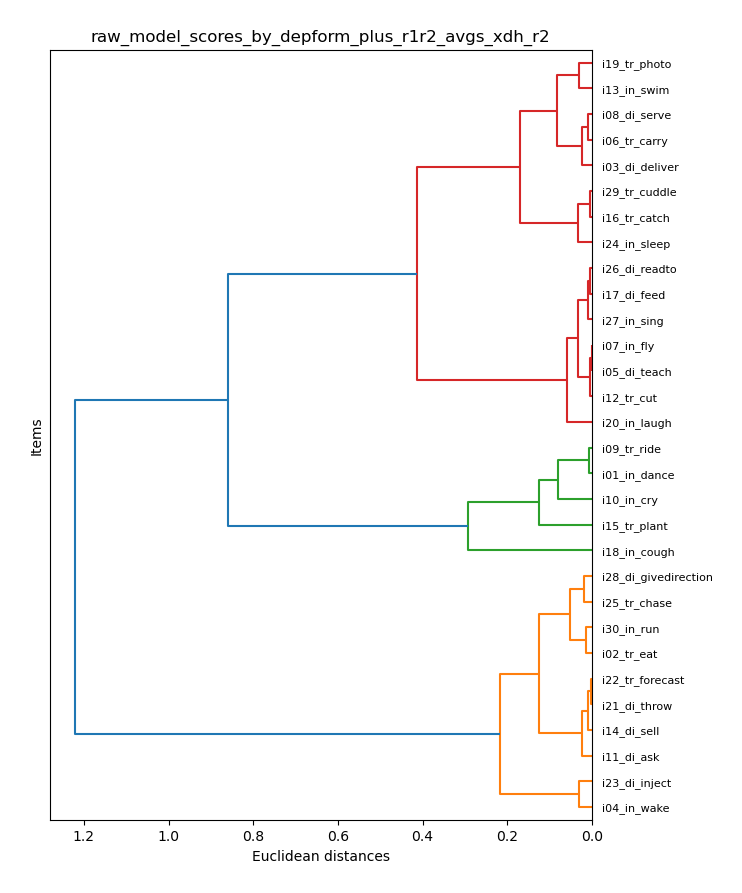 raw_model_scores_by_depform_plus_r1r2_avgs_xdh_r2
i19_tr_photo
i13_in_swim
i08_di_serve
i06_tr_carry
i03_di_deliver
i29_tr_cuddle
i16_tr_catch
i24_in_sleep
i26_di_readto
i17_di_feed
i27_in_sing
i07_in_fly
i05_di_teach
i12_tr_cut
i20_in_laugh
i09_tr_ride
i01_in_dance
i10_in_cry
i15_tr_plant
i18_in_cough
i28_di_givedirection
i25_tr_chase
i30_in_run
i02_tr_eat
i22_tr_forecast
i21_di_throw
i14_di_sell
i11_di_ask
i23_di_inject
i04_in_wake
Items
1.2 1.0 0.8 0.6 0.4 0.2 0.0
Euclidean distances